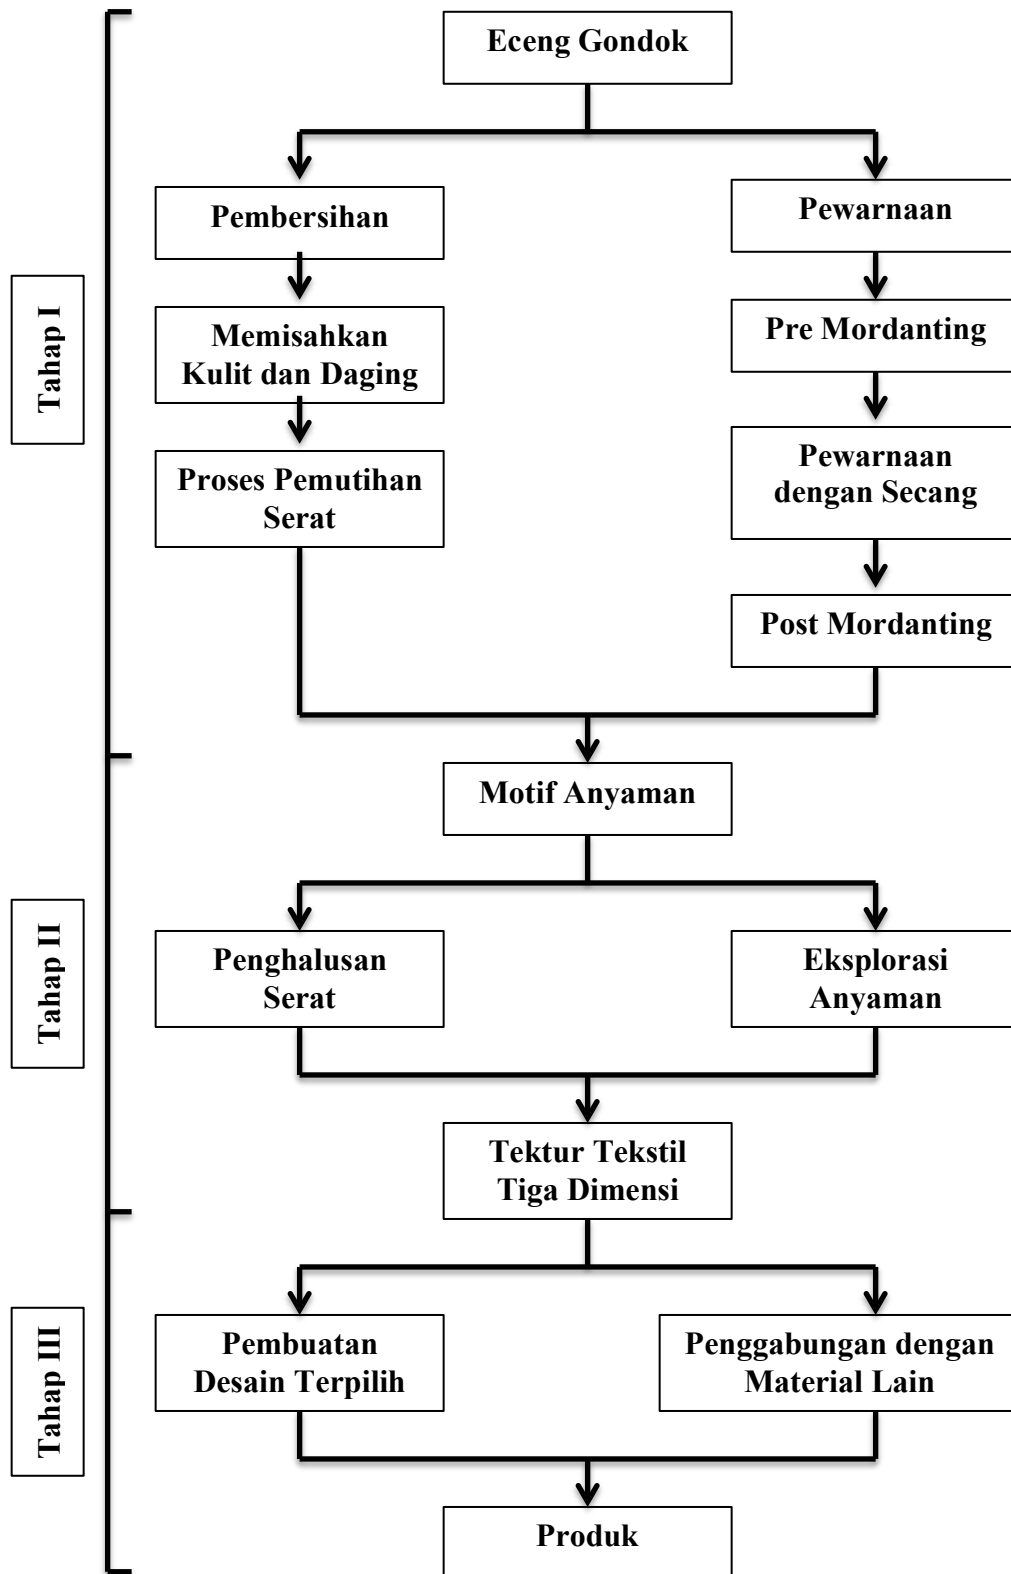 Eceng Gondok
Tahap I
Pembersihan
Memisahkan
Kulit dan Daging
Proses Pemutihan
Serat
Pewarnaan
Pre Mordanting
Pewarnaan
dengan Secang
Post Mordanting
Motif Anyaman
Tahap II
Penghalusan
Serat
Eksplorasi
Anyaman
Tektur Tekstil
Tiga Dimensi
Tahap III
Pembuatan
Desain Terpilih
Penggabungan dengan
Material Lain
Produk